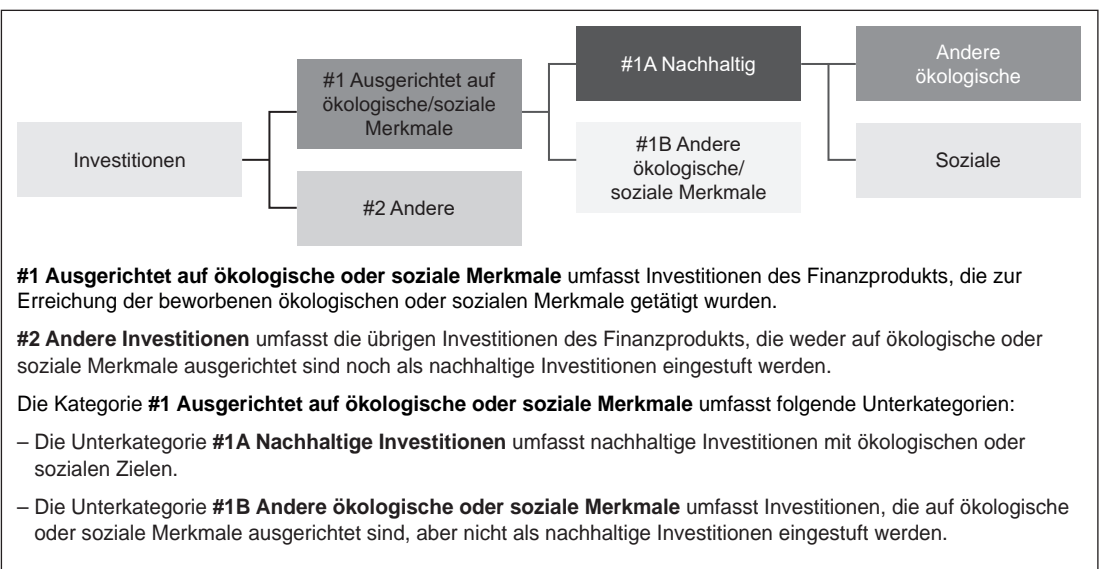 Investitionen
#1 Ausgerichtet auf
ökologische/soziale
Merkmale
#2 Andere
#1A Nachhaltig
#1B Andere
ökologische/
soziale Merkmale
Andere
ökologische
Soziale
#1 Ausgerichtet auf ökologische oder soziale Merkmale umfasst Investitionen des Finanzprodukts, die zur
Erreichung der beworbenen ökologischen oder sozialen Merkmale getätigt wurden.
#2 Andere Investitionen umfasst die übrigen Investitionen des Finanzprodukts, die weder auf ökologische oder
soziale Merkmale ausgerichtet sind noch als nachhaltige Investitionen eingestuft werden.
Die Kategorie #1 Ausgerichtet auf ökologische oder soziale Merkmale umfasst folgende Unterkategorien:
– Die Unterkategorie #1A Nachhaltige Investitionen umfasst nachhaltige Investitionen mit ökologischen oder
sozialen Zielen.
– Die Unterkategorie #1B Andere ökologische oder soziale Merkmale umfasst Investitionen, die auf ökologische
oder soziale Merkmale ausgerichtet sind, aber nicht als nachhaltige Investitionen eingestuft werden.